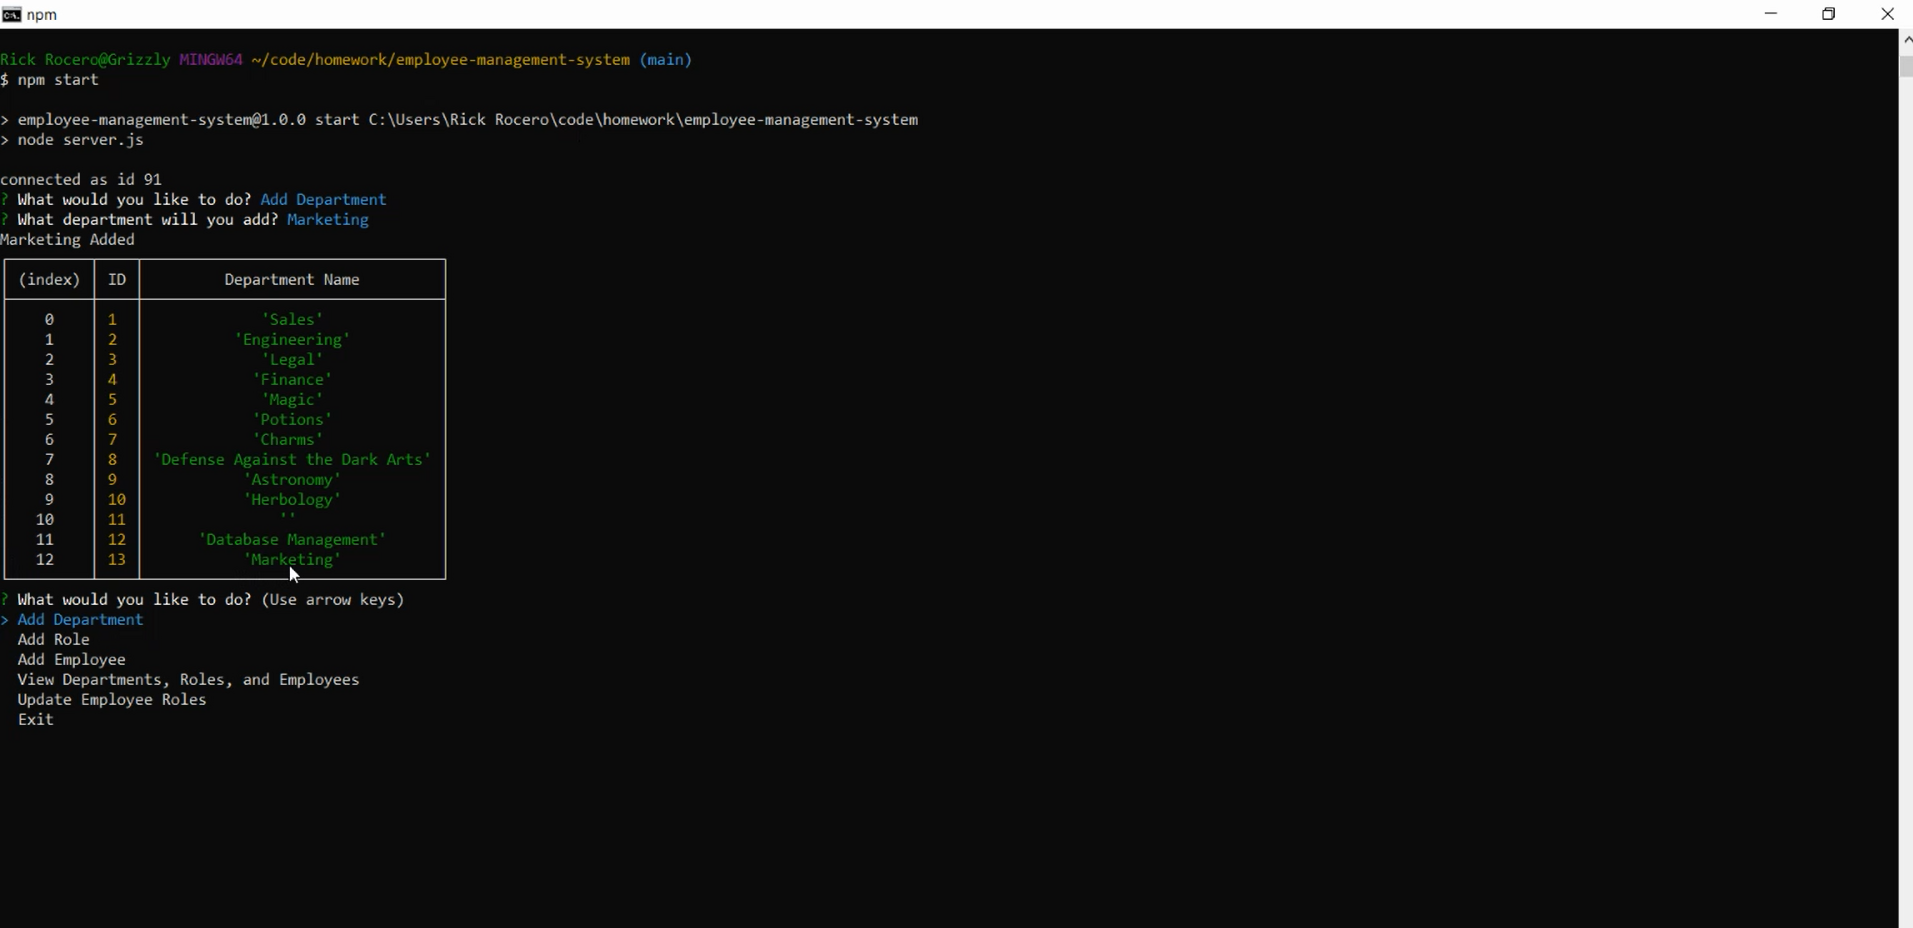 npm
Rick Rocero@Grizzly MINGW64 ~/code/homework/employee-management-system (main)
$ npm start
> employee-management-system@1.0.0 start C:\Users\Rick Rocero\code\homework\employee-management-system
> node server.js
connected as id 91
? What would you like to do? Add Department
? What department will you add? Marketing
Marketing Added
(index) ID Department Name
0 1 'Sales'
1 2 'Engineering'
2 3 'Legal'
3 4 'Finance'
4 5 'Magic'
5 6 'Potions'
6 7 'Charms'
7 8 'Defense Against the Dark Arts'
8 9 'Astronomy'
9 10 'Herbology'
10 11 ''
11 12 'Database Management'
12 13 'Marketing'
? What would you like to do? (Use arrow keys)
> Add Department
Add Role
Add Employee
View Departments, Roles, and Employees
Update Employee Roles
Exit